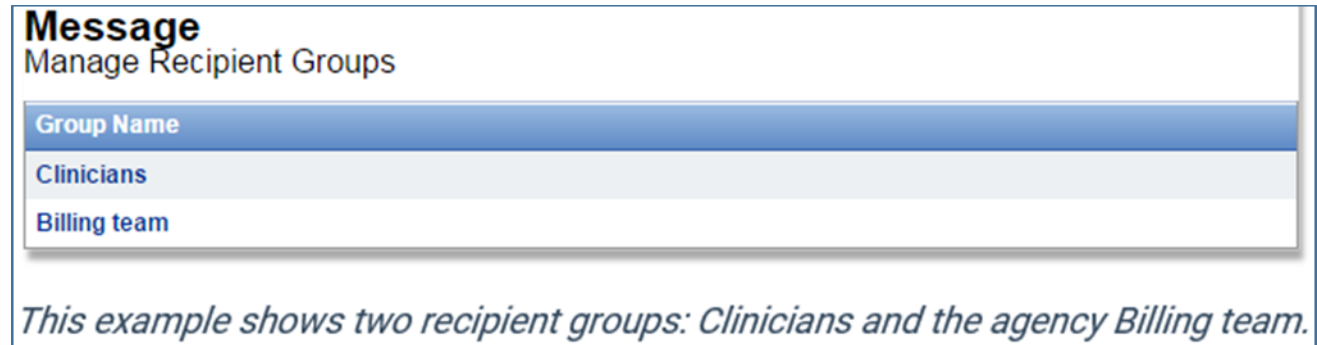 Message
Manage Recipient Groups
Group Name
Clinicians
Billing team
This example shows two recipient groups: Clinicians and the agency Billing team.